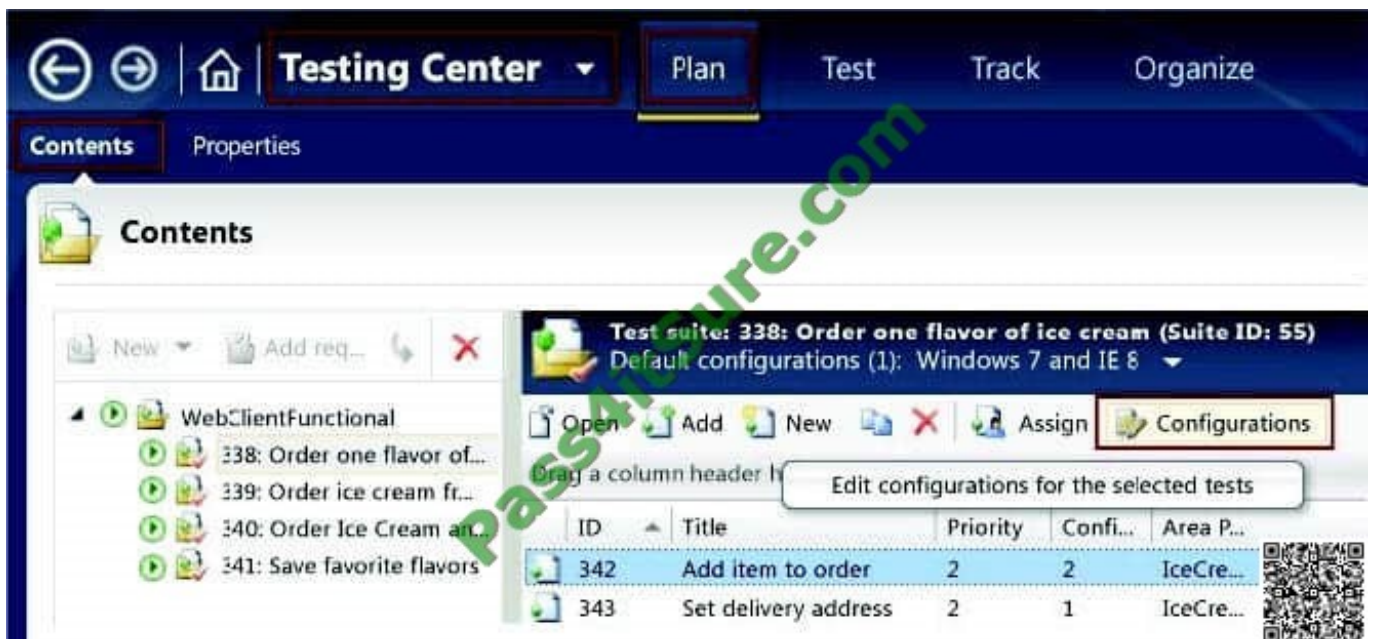 Testing Center Plan Test Track Organize
Contents Properties
Contents
New Add req...
Test suite: 338: Order one flavor of ice cream (Suite ID: 55)
Default configurations (1): Windows 7 and IE 8
Open Add New Assign Configurations
Drag a column header h
Edit configurations for the selected tests
WebClientFunctional
338: Order one flavor of...
339: Order ice cream fr...
340: Order Ice Cream an...
341: Save favorite flavors
ID Title Priority Confi... Area P...
342 Add item to order 2 2 IceCre...
343 Set delivery address 2 1 IceCre...
Pass4itSure.com